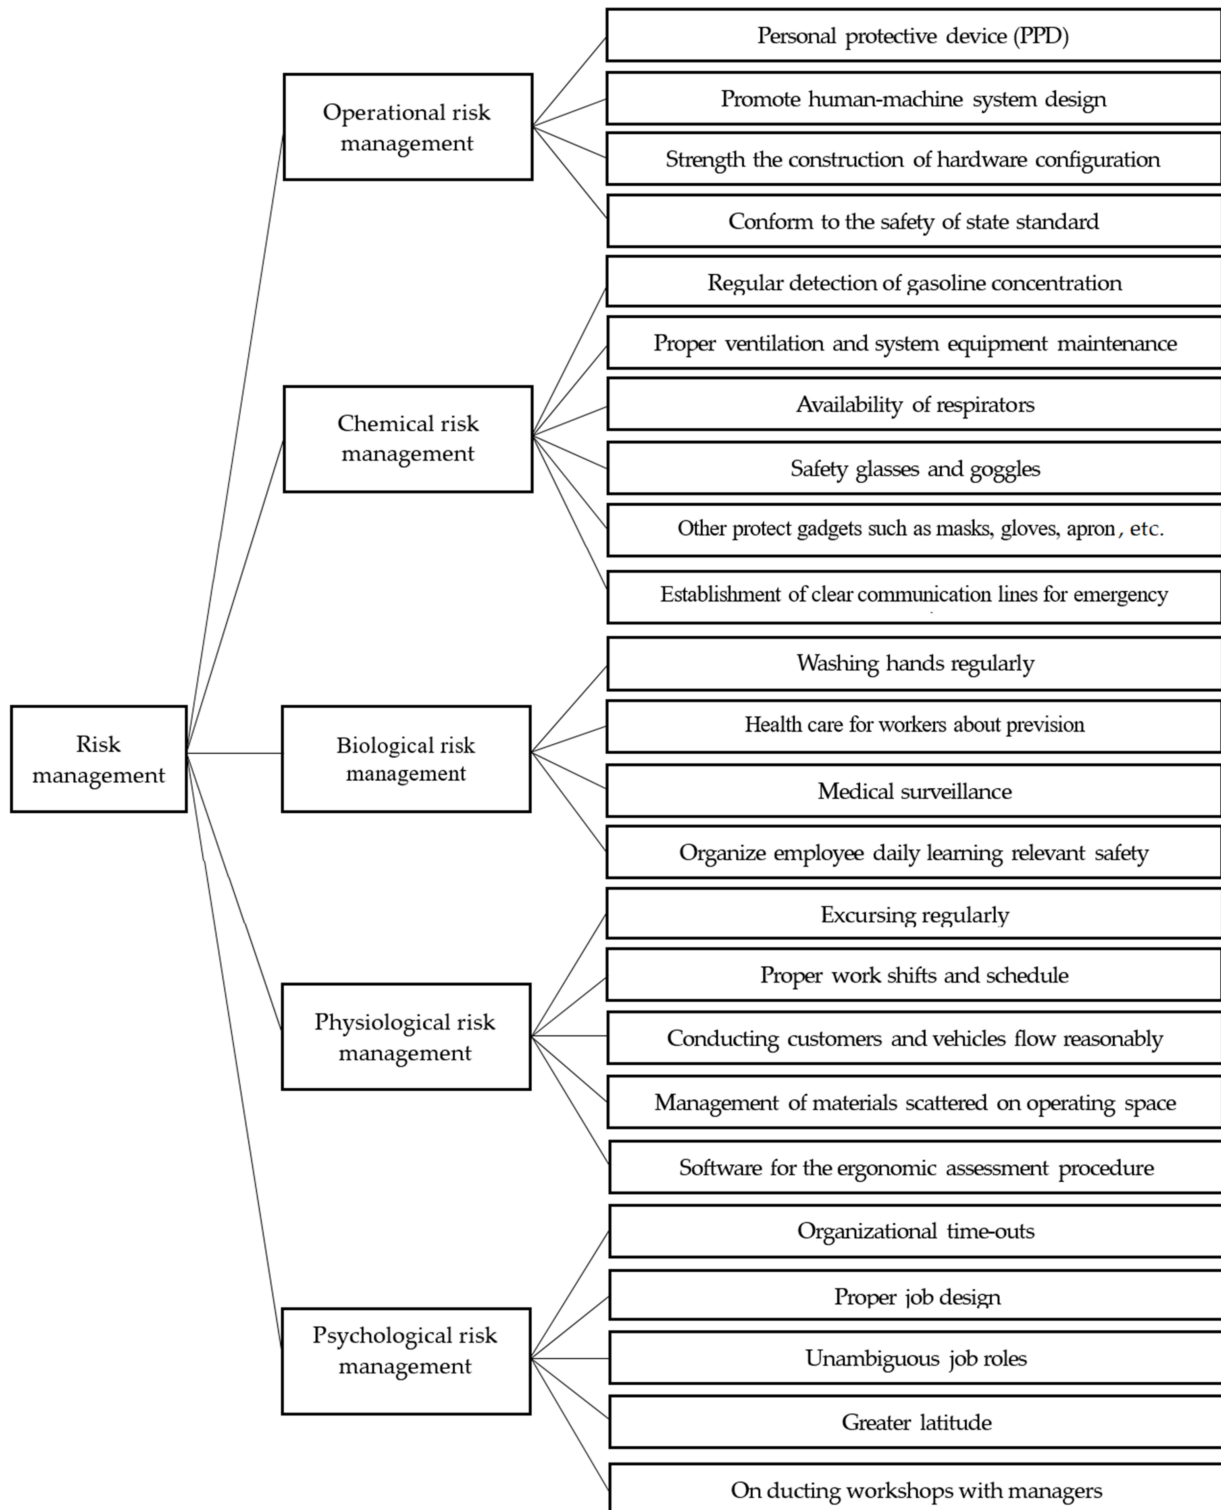 Personal protective device (PPD)
Operational risk
management
Promote human-machine system design
Strength the construction of hardware configuration
Conform to the safety of state standard
Regular detection of gasoline concentration
Proper ventilation and system equipment maintenance
Chemical risk
management
Availability of respirators
Safety glasses and goggles
Other protect gadgets such as masks, gloves, apron, etc.
Establishment of clear communication lines for emergency
Risk
management
Biological risk
management
Washing hands regularly
Health care for workers about prevision
Medical surveillance
Organize employee daily learning relevant safety
Physiological risk
management
Excursing regularly
Proper work shifts and schedule
Conducting customers and vehicles flow reasonably
Management of materials scattered on operating space
Software for the ergonomic assessment procedure
Psychological risk
management
Organizational time-outs
Proper job design
Unambiguous job roles
Greater latitude
On ducting workshops with managers